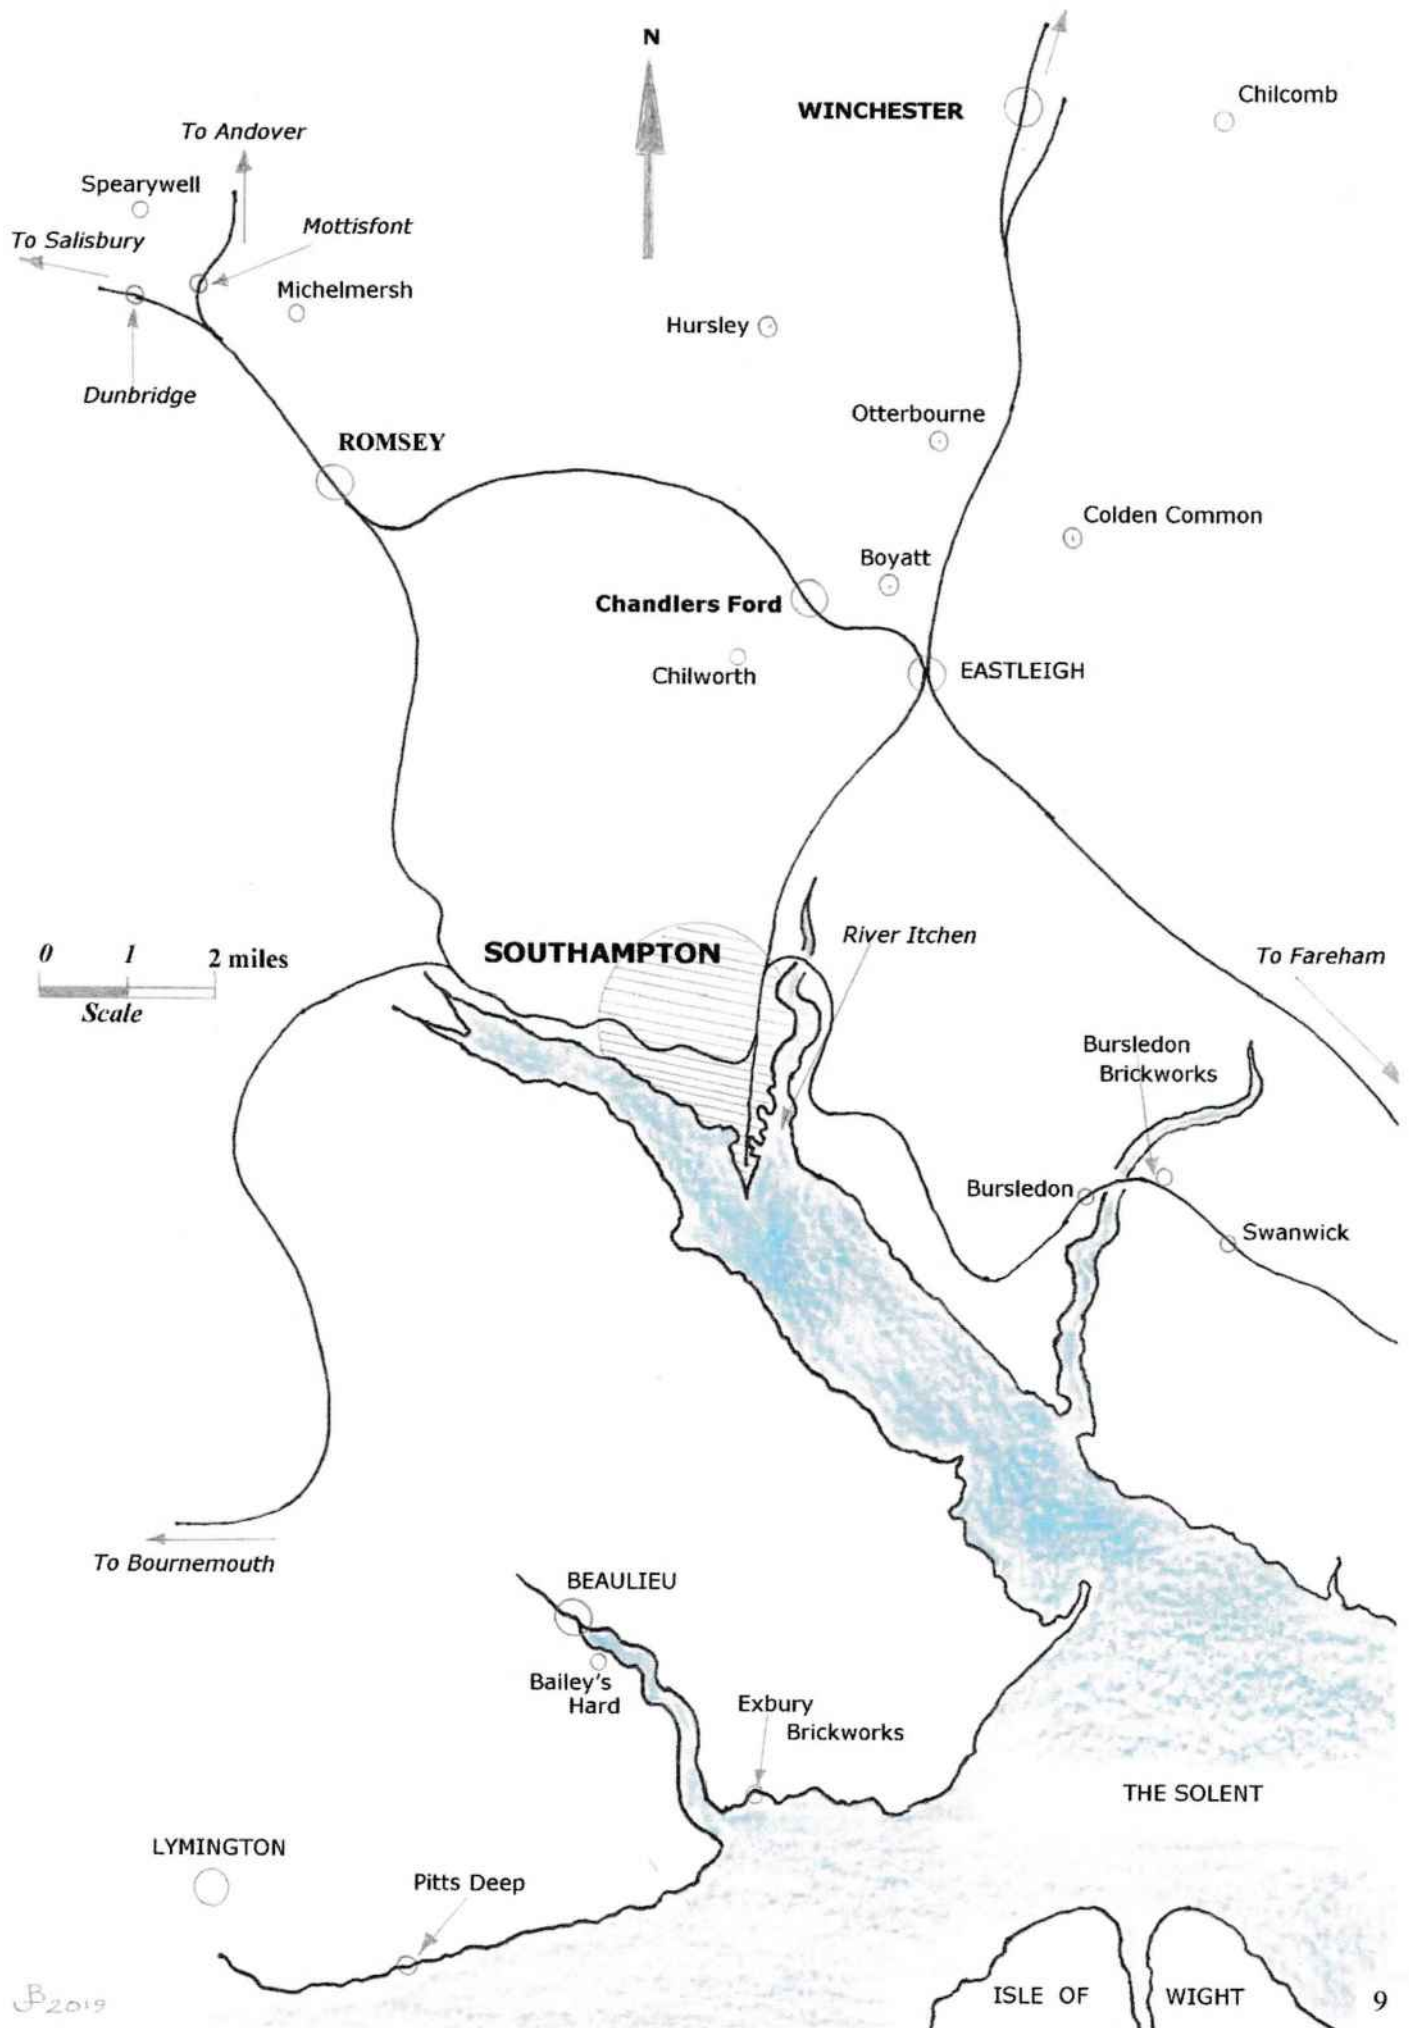 N
WINCHESTER
Chilcomb
To Andover
Spearywell
Mottisfont
To Salisbury
Michelmersh
Hursley
Dunbridge
Otterbourne
ROMSEY
Colden Common
Boyatt
Chandlers Ford
Chilworth
EASTLEIGH
SOUTHAMPTON
River Itchen
To Fareham
0 1 2 miles
Scale
Bursledon
Brickworks
Bursledon
Swanwick
To Bournemouth
BEAULIEU
Bailey's
Hard
Exbury
Brickworks
THE SOLENT
LYMINGTON
Pitts Deep
ISLE OF WIGHT
JB 2019
9